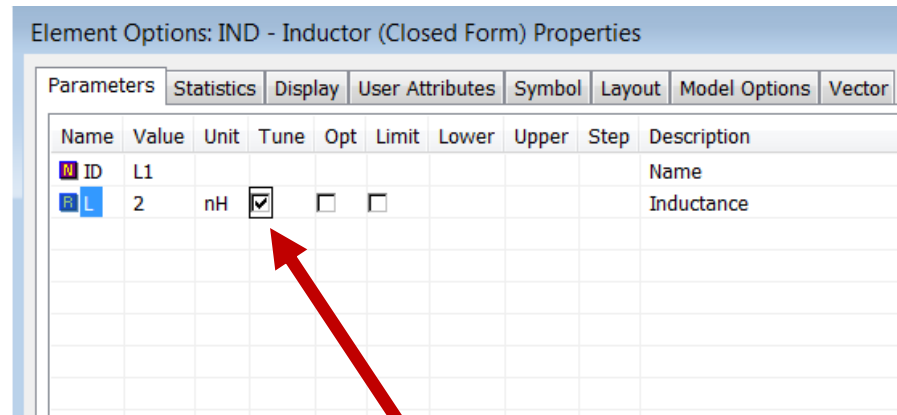 Element Options: IND - Inductor (Closed Form) Properties
Parameters Statistics Display User Attributes Symbol Layout Model Options Vector
Name Value Unit Tune Opt Limit Lower Upper Step Description
N ID L1 Name
R L 2 nH Inductance